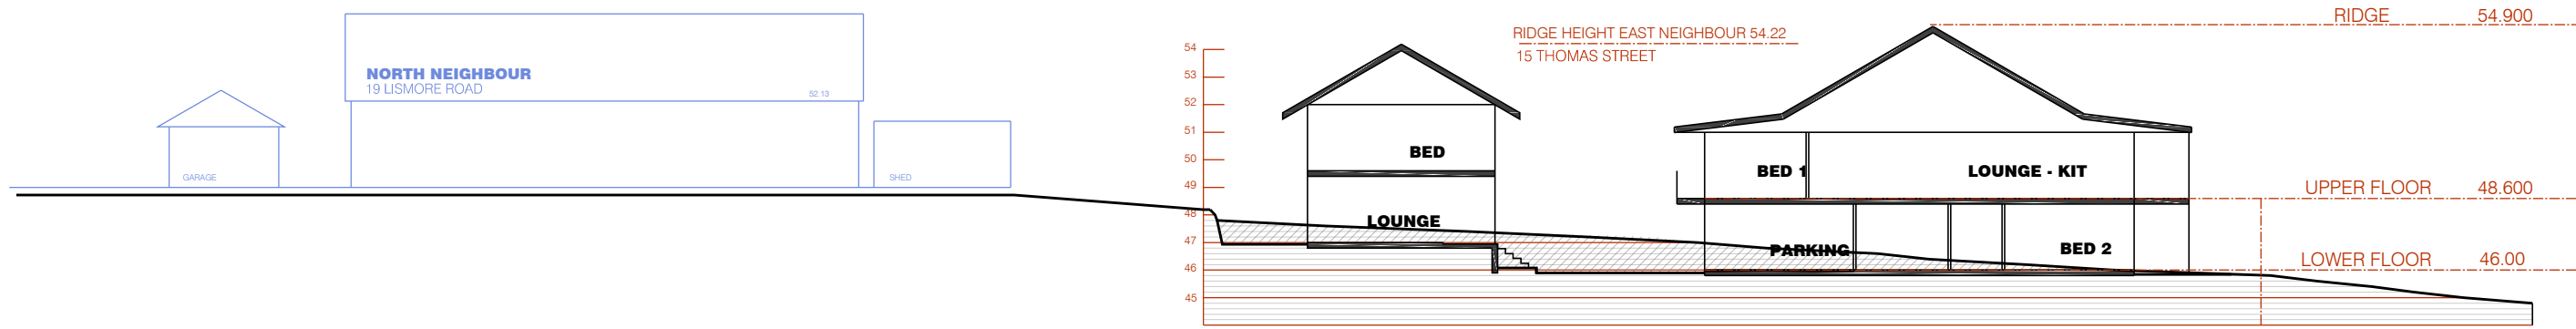 NORTH NEIGHBOUR
19 LISMORE ROAD
52.13
GARAGE
SHED
54
53
52
51
50
49
48
47
46
45
BED
LOUNGE
RIDGE HEIGHT EAST NEIGHBOUR 54.22
15 THOMAS STREET
BED 1
LOUNGE - KIT
PARKING
BED 2
RIDGE 54.900
UPPER FLOOR 48.600
LOWER FLOOR 46.00